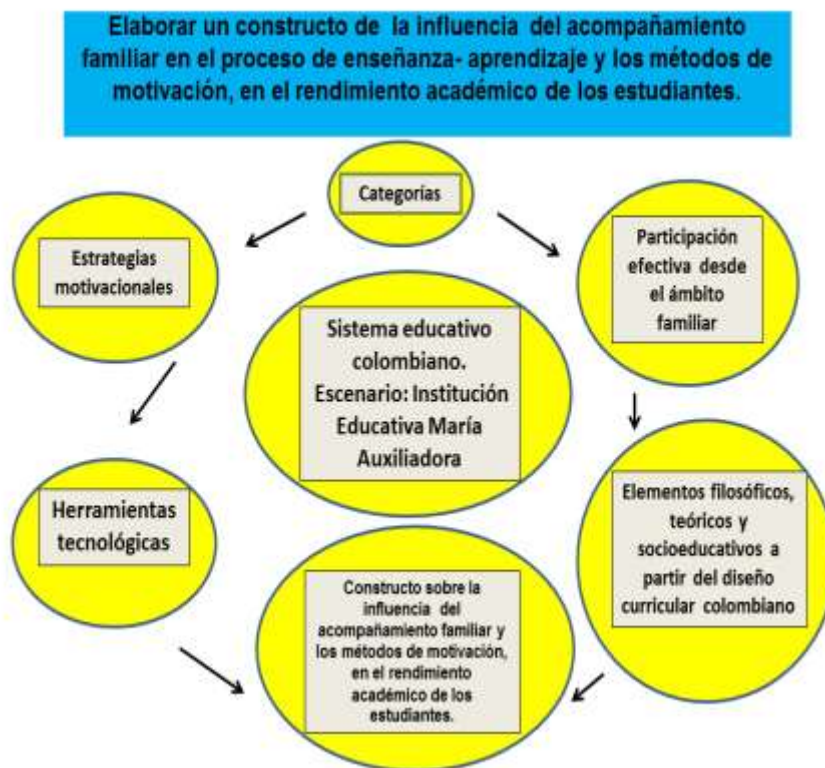 Elaborar un constructo de la influencia del acompañamiento
familiar en el proceso de enseñanza- aprendizaje y los métodos de
motivación, en el rendimiento académico de los estudiantes.
Categorías
Estrategias
motivacionales
Participación
efectiva desde
el ámbito
familiar
Sistema educativo
colombiano.
Escenario: Institución
Educativa María
Auxiliadora
Herramientas
tecnológicas
Elementos filosóficos,
teóricos y
socioeducativos a
partir del diseño
curricular colombiano
Constructo sobre la
influencia del
acompañamiento familiar y
los métodos de motivación,
en el rendimiento
académico de los
estudiantes.